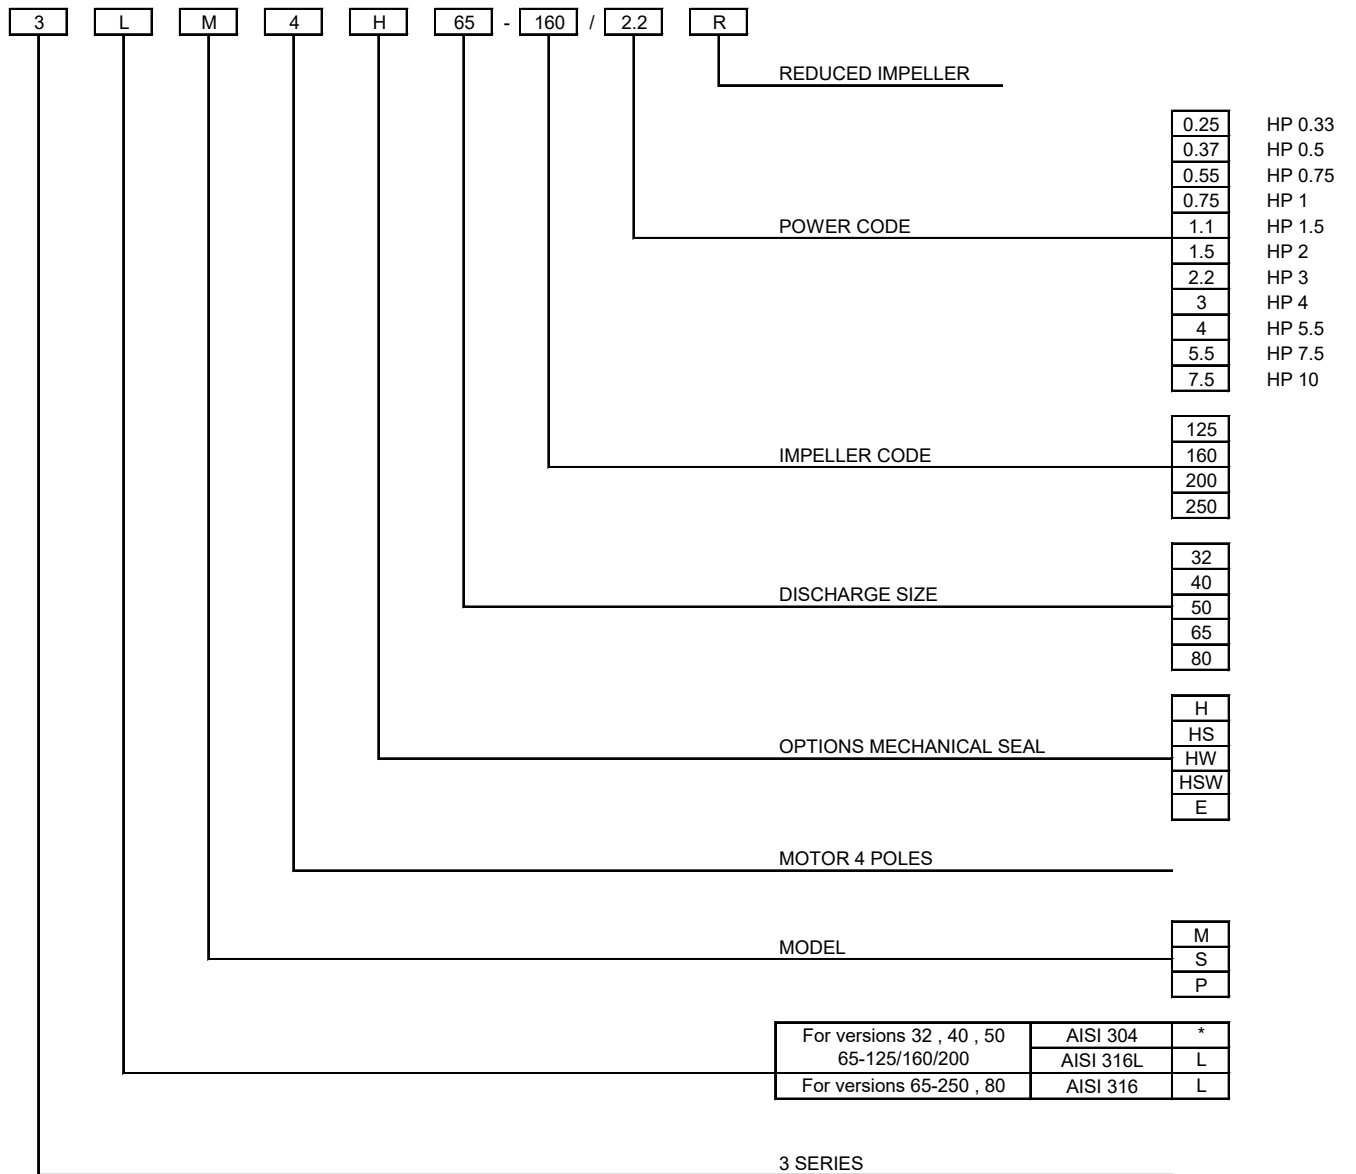 3 L M 4 H 65 - 160 / 2.2 R
REDUCED IMPELLER
0.25 HP 0.33
0.37 HP 0.5
0.55 HP 0.75
0.75 HP 1
POWER CODE 1.1 HP 1.5
1.5 HP 2
2.2 HP 3
3 HP 4
4 HP 5.5
5.5 HP 7.5
7.5 HP 10
125
IMPELLER CODE 160
200
250
32
40
DISCHARGE SIZE 50
65
80
H
HS
OPTIONS MECHANICAL SEAL HW
HSW
E
MOTOR 4 POLES
M
MODEL S
P
For versions 32 , 40 , 50 AISI 304 *
65-125/160/200 AISI 316L L
For versions 65-250 , 80 AISI 316 L
3 SERIES